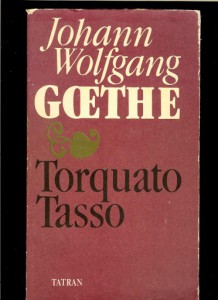 Johann
Wolfgang
GŒTHE
Torquato
Tasso
TATRAN